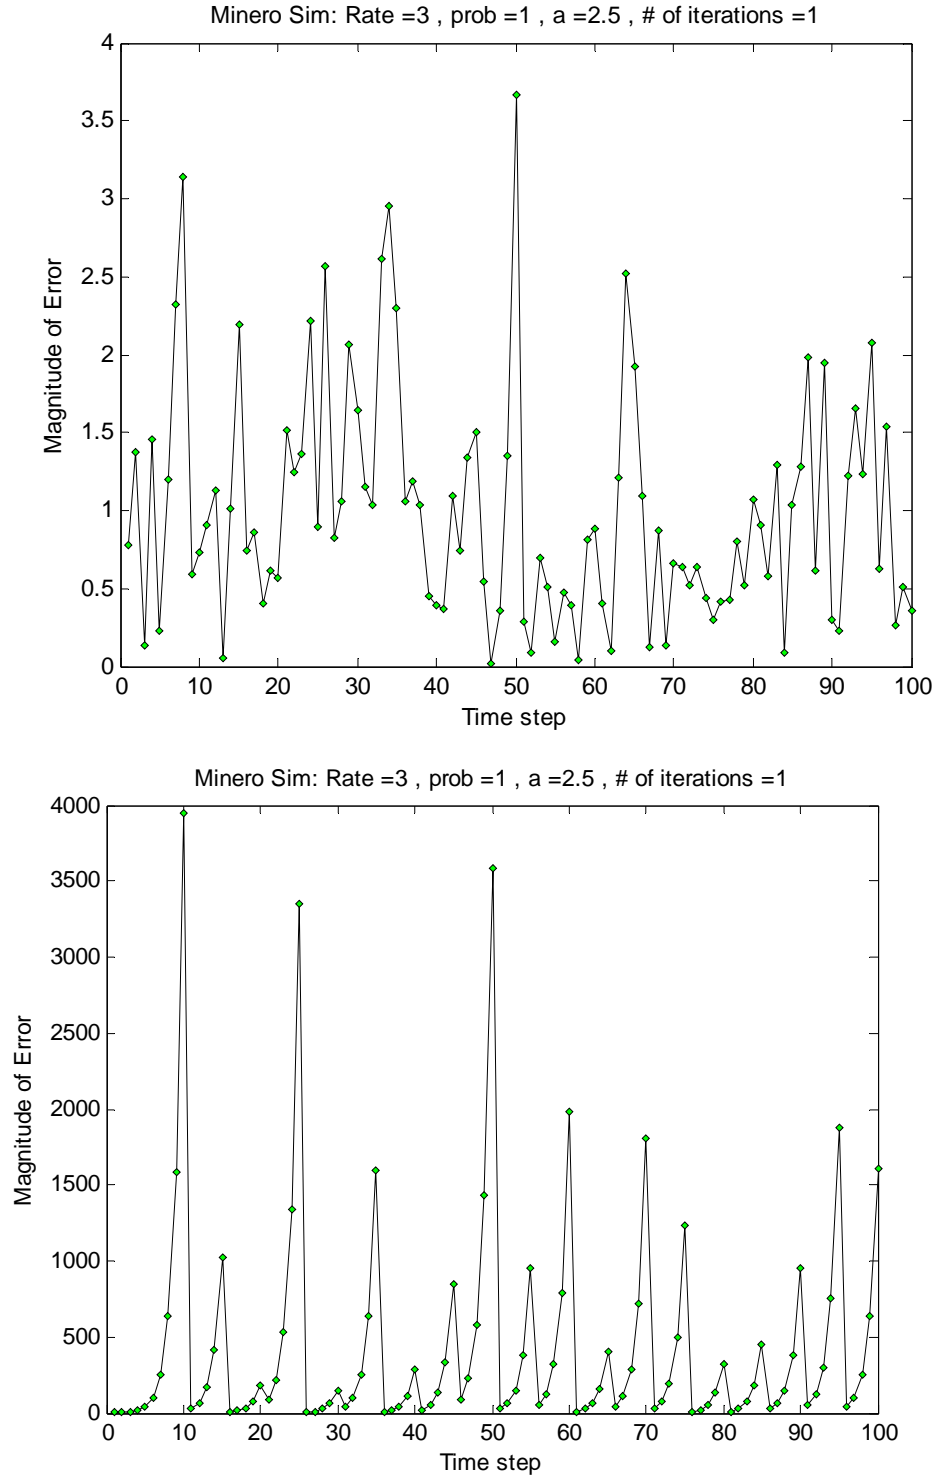 Minero Sim: Rate =3 , prob =1 , a =2.5 , # of iterctions =1
4
3.5
3
2.5
2
1.5
1
0.5
0
Magnitude of Error
0 10 20 30 40 50 60 70 80 90 100
Time step
Minero Sim: Rate =3 , prob =1 , a =2.5 , # of iterctions =1
4000
3500
3000
2500
2000
1500
1000
500
0
Magnitude of Error
0 10 20 30 40 50 60 70 80 90 100
Time step